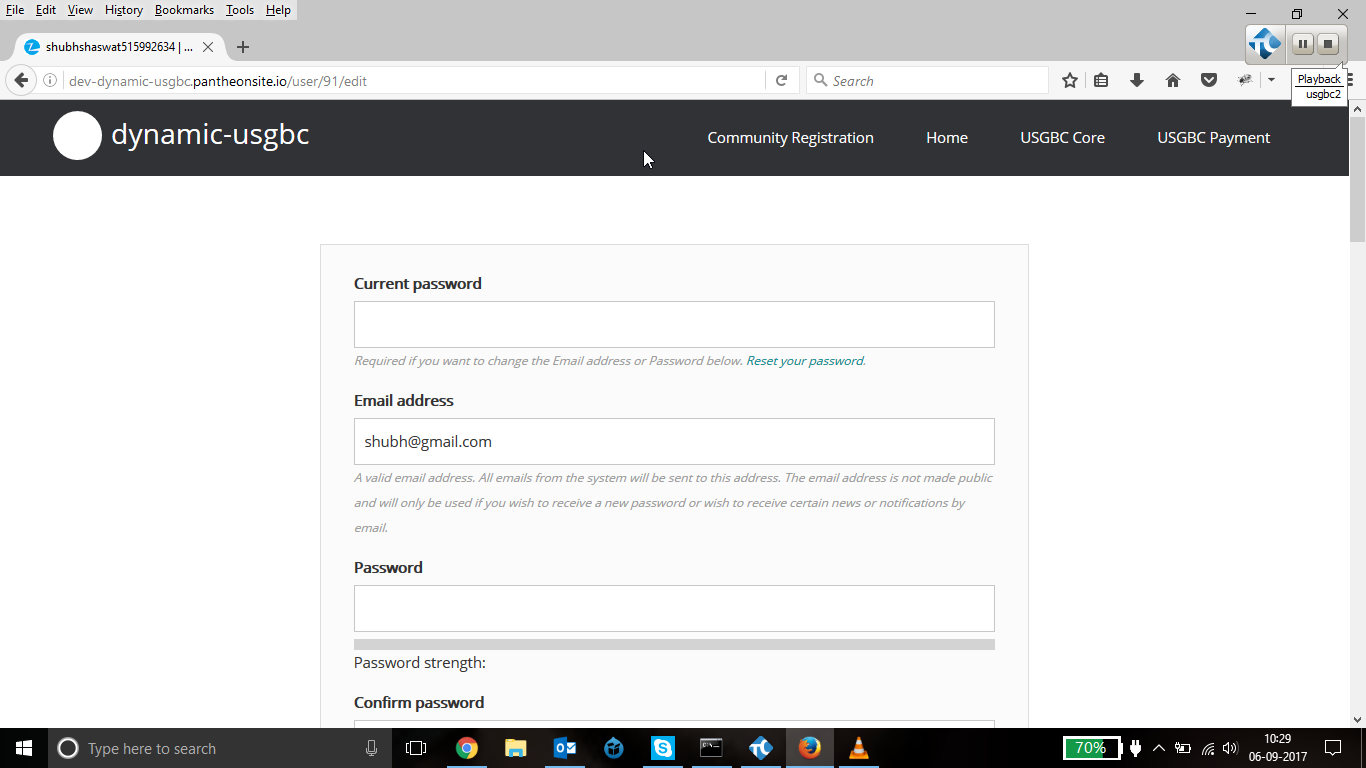 File Edit View History Bookmarks Tools Help
shubhshaswat515992634 | ...
dev-dynamic-usgbc.pantheonsite.io/user/91/edit
Search
Playback
usgbc2
dynamic-usgbc
Community Registration
Home
USGBC Core
USGBC Payment
Current password
Required if you want to change the Email address or Password below. Reset your password.
Email address
shubh@gmail.com
A valid email address. All emails from the system will be sent to this address. The email address is not made public
and will only be used if you wish to receive a new password or wish to receive certain news or notifications by
email.
Password
Password strength:
Confirm password
Type here to search
70%
10:29
06-09-2017